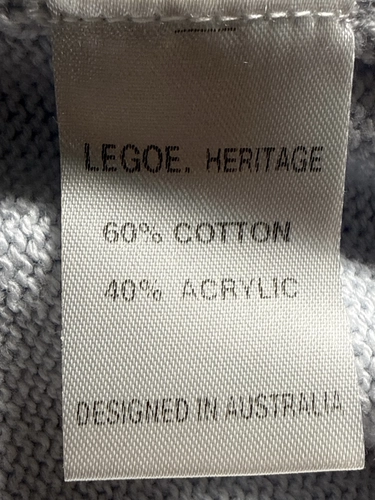 LEGOE. HERITAGE
60% COTTON
40% ACRYLIC
DESIGNED IN AUSTRALIA